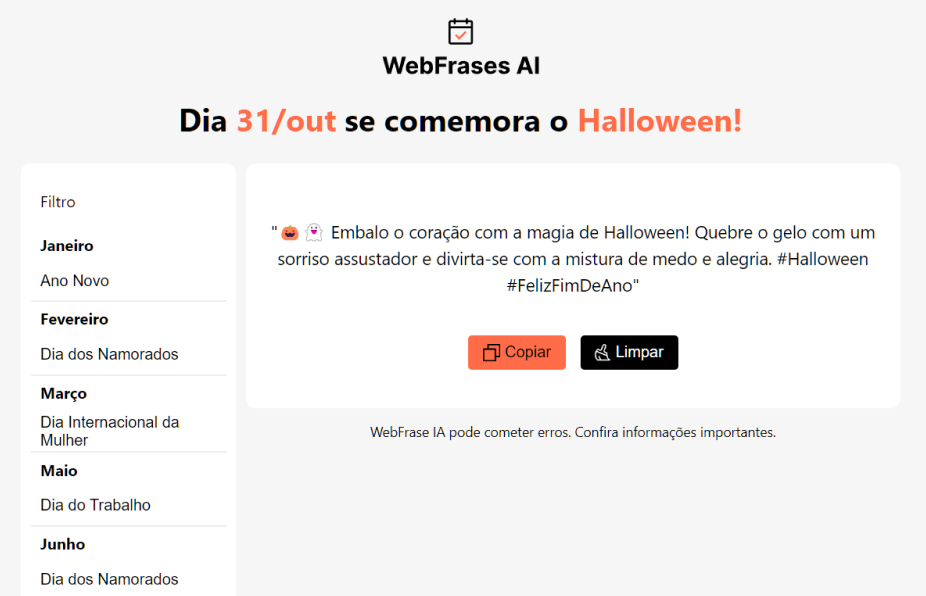 WebFrases AI
Dia 31/out se comemora o Halloween!
Filtro
Janeiro
Ano Novo
Fevereiro
Dia dos Namorados
Março
Dia Internacional da
Mulher
Maio
Dia do Trabalho
Junho
Dia dos Namorados
"🎃 👻 Embalo o coração com a magia de Halloween! Quebre o gelo com um
sorriso assustador e divirta-se com a mistura de medo e alegria. #Halloween
#FelizFimDeAno"
Copiar
Limpar
WebFrase IA pode cometer erros. Confira informações importantes.